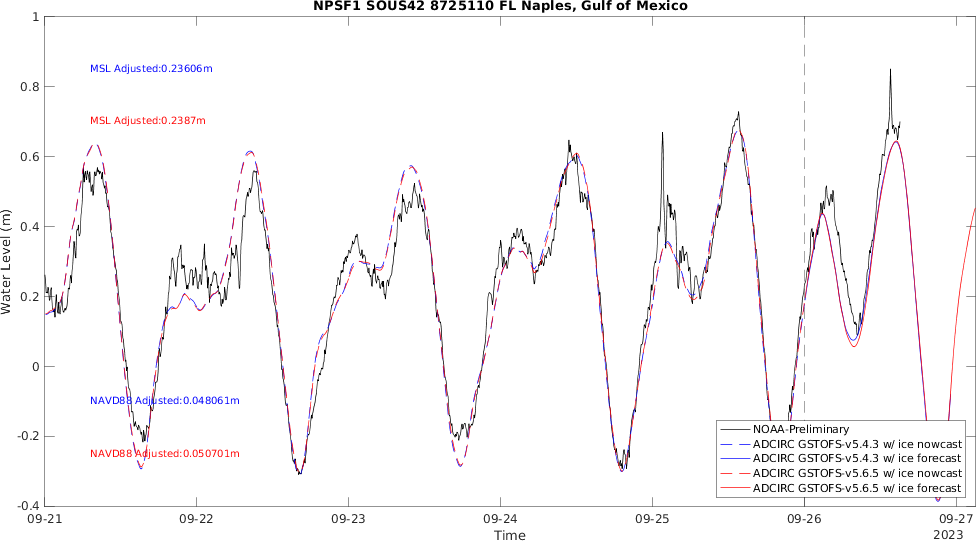 NPSF1 SOUS42 8725110 FL Naples, Gulf of Mexico
1
0.8
0.6
0.4
0.2
0
-0.2
-0.4
Water Level (m)
MSL Adjusted:0.23606m
MSL Adjusted:0.2387m
NAVD88 Adjusted:0.048061m
NAVD88 Adjusted:0.050701m
NOAA-Preliminary
ADCIRC GSTOFS-v5.4.3 w/ ice nowcast
ADCIRC GSTOFS-v5.4.3 w/ ice forecast
ADCIRC GSTOFS-v5.6.5 w/ ice nowcast
ADCIRC GSTOFS-v5.6.5 w/ ice forecast
09-21 09-22 09-23 09-24 09-25 09-26 09-27
Time
2023